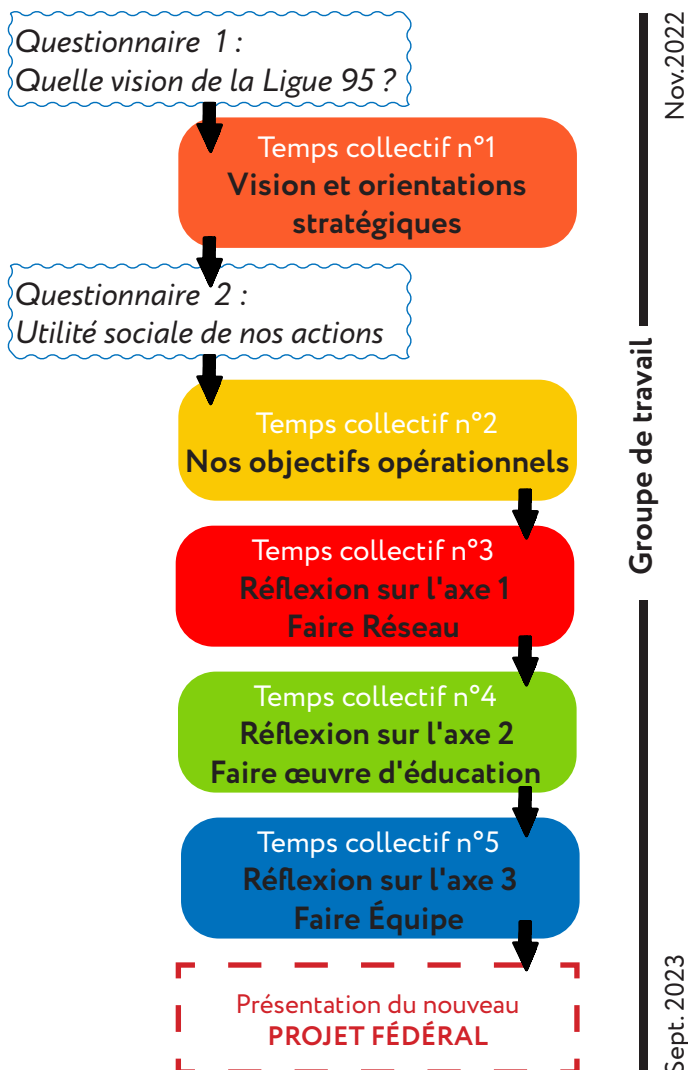 Questionnaire 1 :
Quelle vision de la Ligue 95 ?
Temps collectif n°1
Vision et orientations
stratégiques
Questionnaire 2 :
Utilité sociale de nos actions
Temps collectif n°2
Nos objectifs opérationnels
Temps collectif n°3
Réflexion sur l'axe 1
Faire Réseau
Temps collectif n°4
Réflexion sur l'axe 2
Faire œuvre d'éducation
Temps collectif n°5
Réflexion sur l'axe 3
Faire Équipe
Présentation du nouveau
PROJET FÉDÉRAL
Nov.2022
Groupe de travail
Sept. 2023